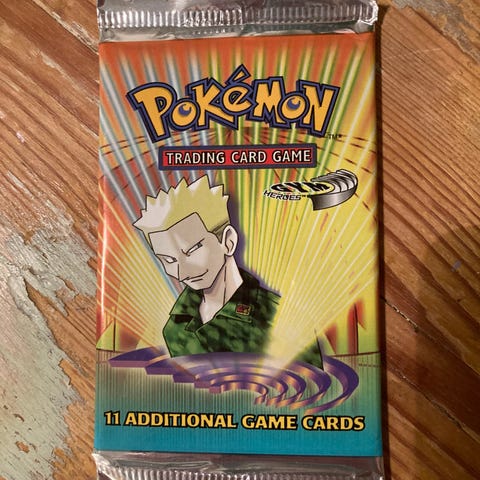 POKéMON
TM
TRADING CARD GAME
GYM
HEROES
11 ADDITIONAL GAME CARDS